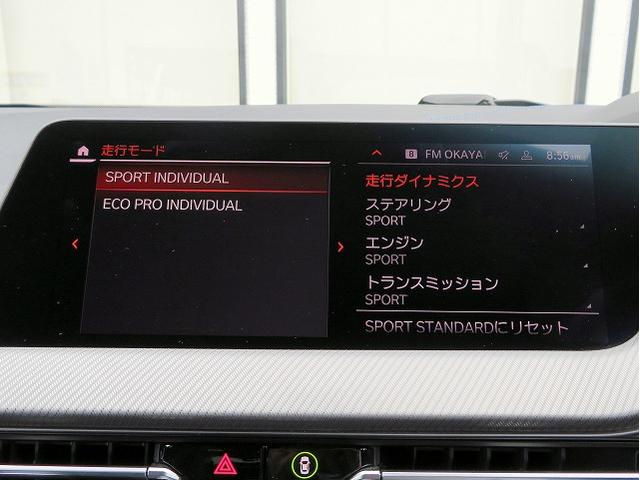 走行モード
SPORT INDIVIDUAL
ECO PRO INDIVIDUAL
8 FM OKAYA 8:56am
走行ダイナミクス
ステアリング
SPORT
エンジン
SPORT
トランスミッション
SPORT
SPORT STANDARDにリセット